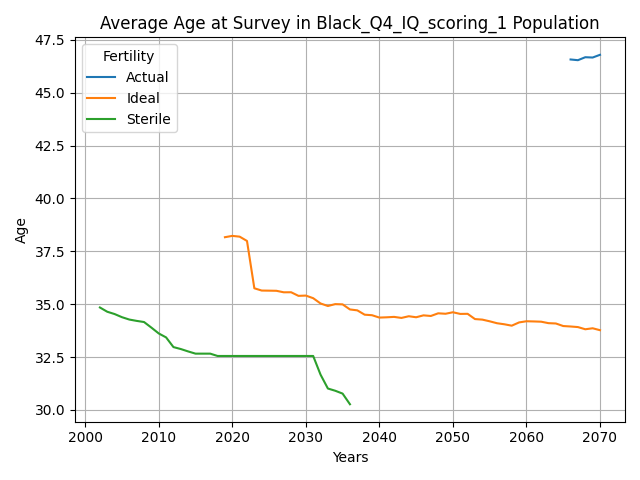 Average Age at Survey in Black_Q4_IQ_scoring_1 Population
Fertility
Actual
Ideal
Sterile
47.5
45.0
42.5
40.0
37.5
35.0
32.5
30.0
Age
2000 2010 2020 2030 2040 2050 2060 2070
Years